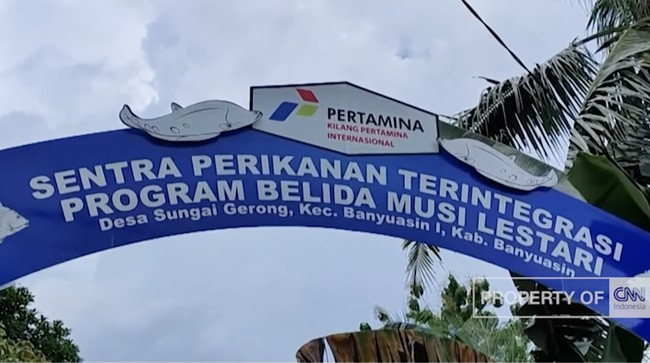 PERTAMINA
KILANG PERTAMINA
INTERNASIONAL
SENTRA PERIKANAN TERINTEGRASI
PROGRAM BELIDA MUSI LESTARI
Desa Sungai Gerong, Kec. Banyuasin I, Kab. Banyuasin
PROPERTY OF CNN
Indonesia